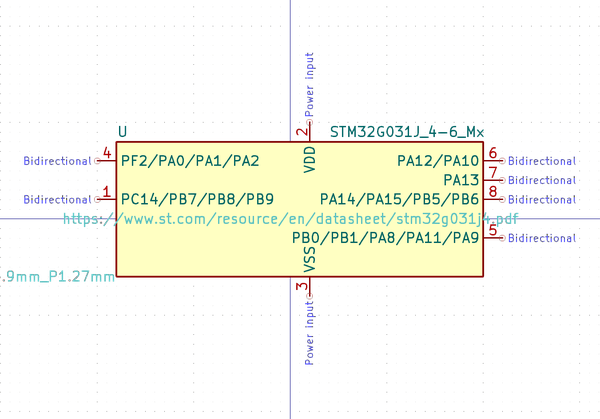 Power input
U
2
STM32G031J_4-6_Mx
VDD
Bidirectional 4 PF2/PA0/PA1/PA2
PA12/PA10 6 Bidirectional
PA13 7 Bidirectional
Bidirectional 1 PC14/PB7/PB8/PB9
PA14/PA15/PB5/PB6 8 Bidirectional
https://www.st.com/resource/en/datasheet/stm32g031j4.pdf
PB0/PB1/PA8/PA11/PA9 5 Bidirectional
VSS
.9mm_P1.27mm
3
Power input